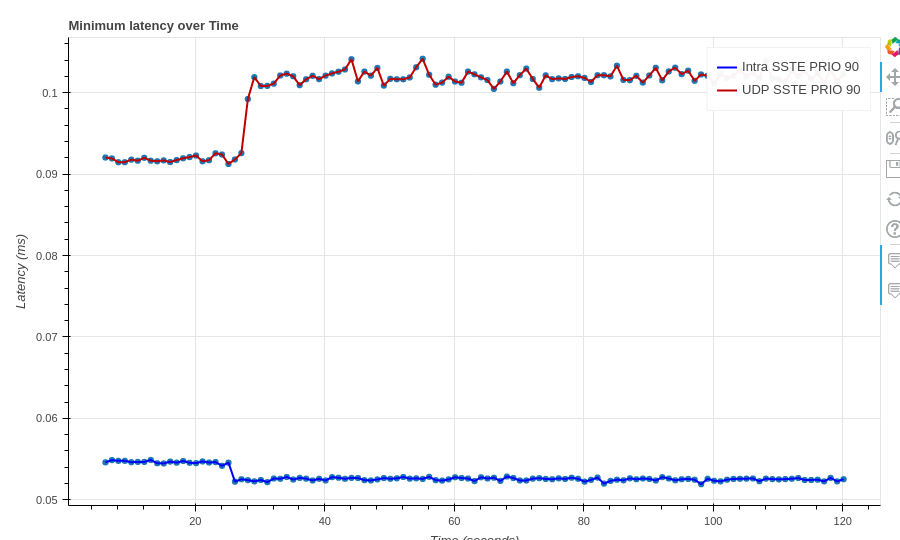 Minimum latency over Time
Intra SSTE PRIO 90
UDP SSTE PRIO 90
0.1
0.09
0.08
0.07
0.06
0.05
Latency (ms)
20 40 60 80 100 120
Time (seconds)